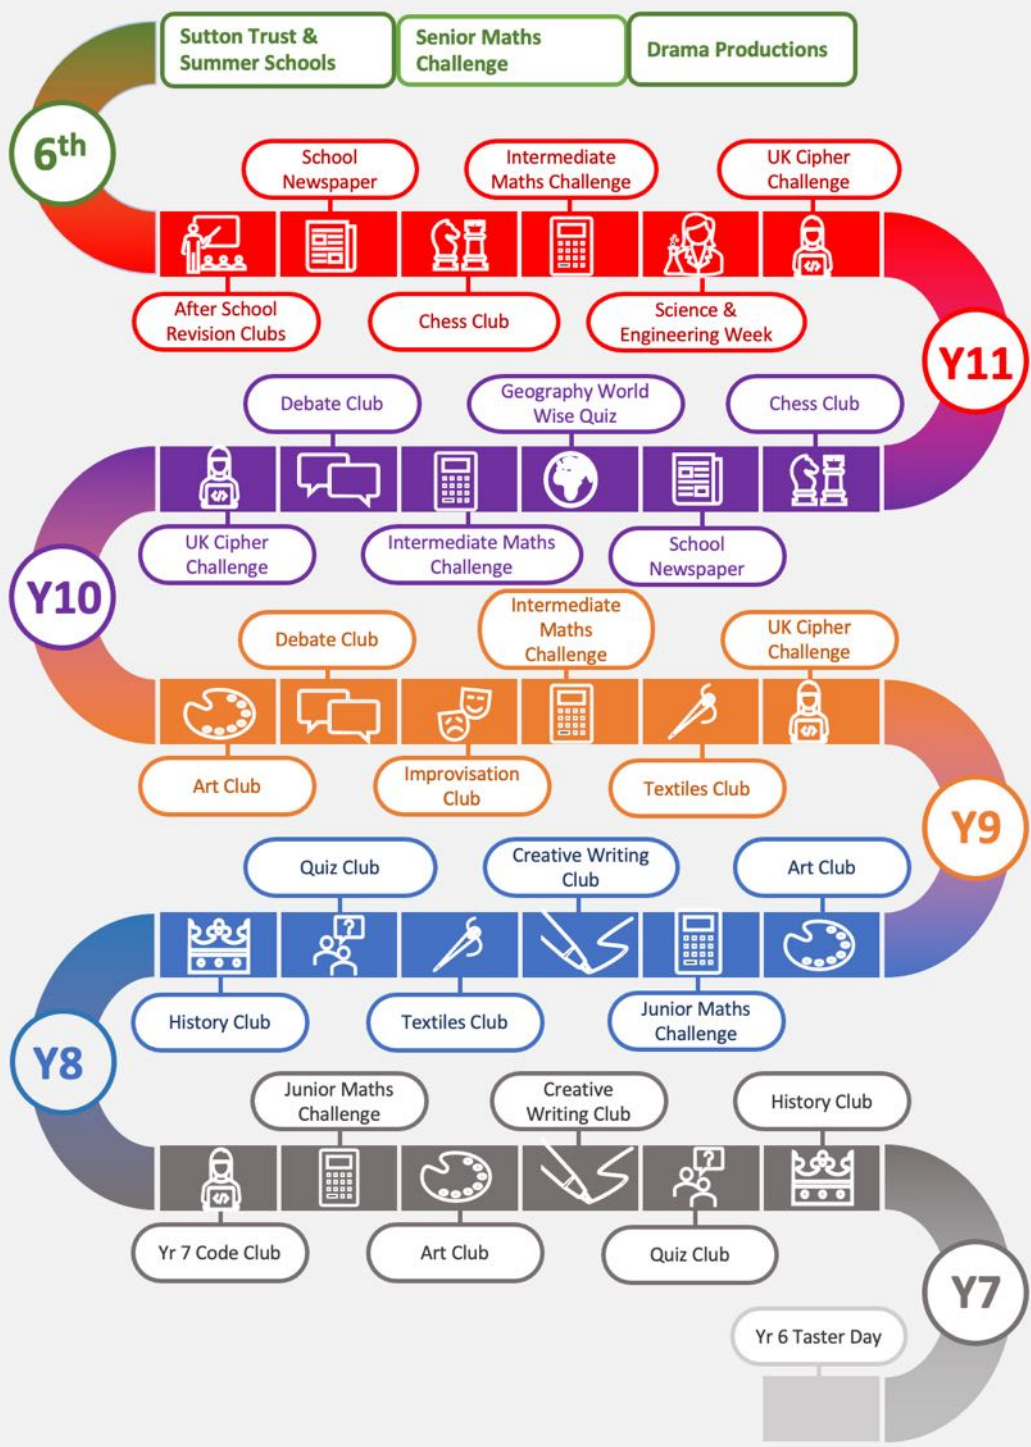 Sutton Trust &
Summer Schools
Senior Maths
Challenge
Drama Productions
6th
School
Newspaper
Intermediate
Maths Challenge
UK Cipher
Challenge
</>
After School
Revision Clubs
Chess Club
Science &
Engineering Week
Y11
Debate Club
Geography World
Wise Quiz
Chess Club
</>
UK Cipher
Challenge
Intermediate Maths
Challenge
School
Newspaper
Y10
Debate Club
Intermediate
Maths
Challenge
UK Cipher
Challenge
</>
Art Club
Improvisation
Club
Textiles Club
Y9
Quiz Club
Creative Writing
Club
Art Club
?
History Club
Textiles Club
Junior Maths
Challenge
Y8
Junior Maths
Challenge
Creative
Writing Club
History Club
?
</>
Yr 7 Code Club
Art Club
Quiz Club
Y7
Yr 6 Taster Day